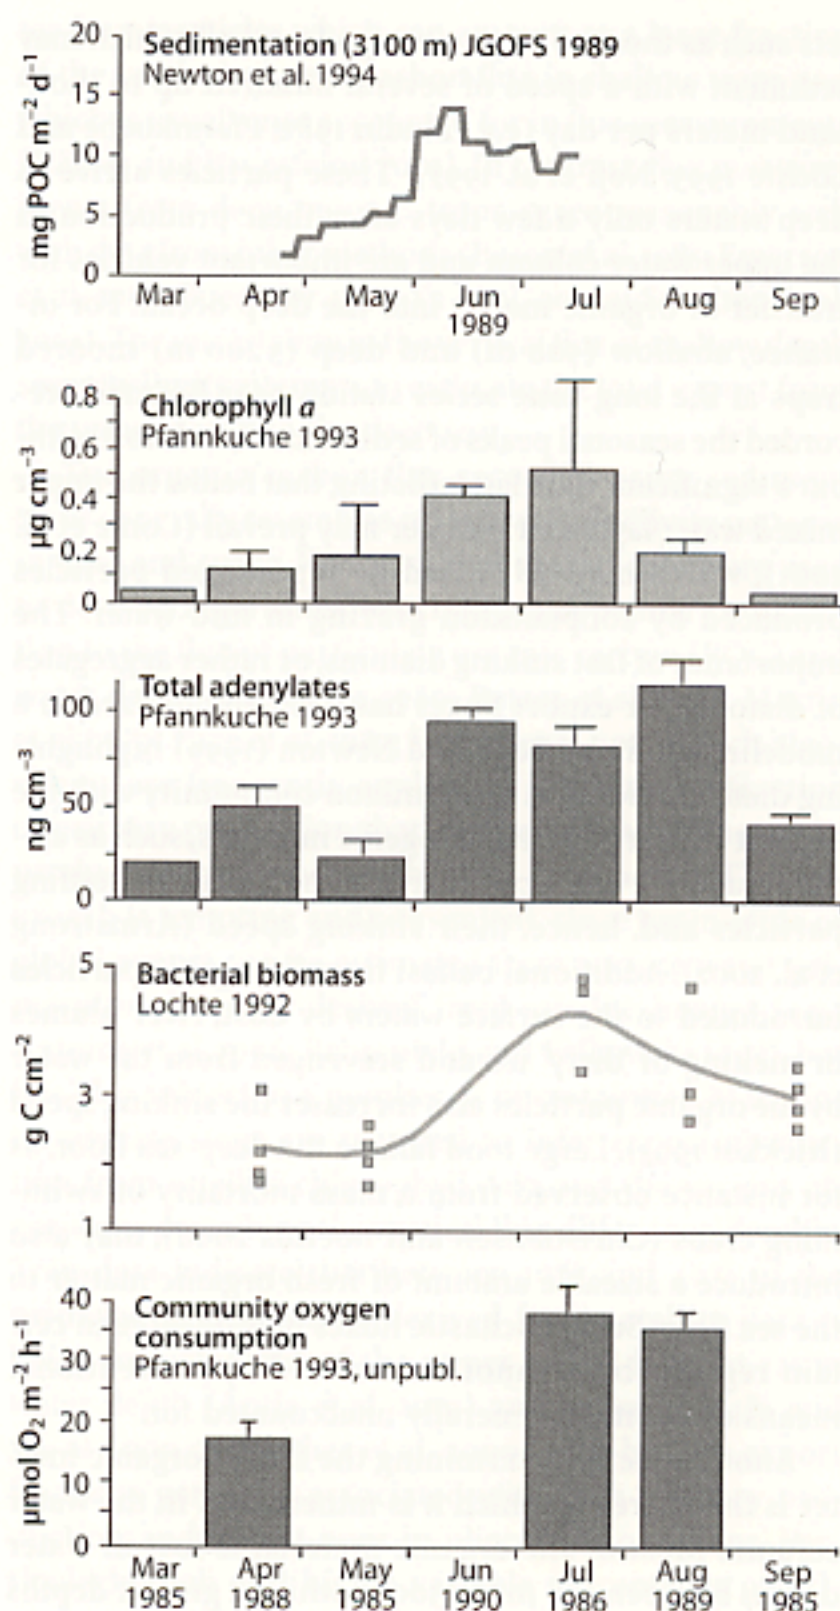 20
15
10
5
0
mg POC m⁻² d⁻¹
Sedimentation (3100 m) JGOFS 1989
Newton et al. 1994
Mar Apr May Jun Jul Aug Sep
1989
0.8
0.6
0.4
0.2
0
µg cm⁻³
Chlorophyll a
Pfannkuche 1993
100
50
0
ng cm⁻³
Total adenylates
Pfannkuche 1993
5
3
1
g C cm⁻²
Bacterial biomass
Lochte 1992
40
30
20
10
0
µmol O₂ m⁻² h⁻¹
Community oxygen
consumption
Pfannkuche 1993, unpubl.
Mar Apr May Jun Jul Aug Sep
1985 1988 1985 1990 1986 1989 1985